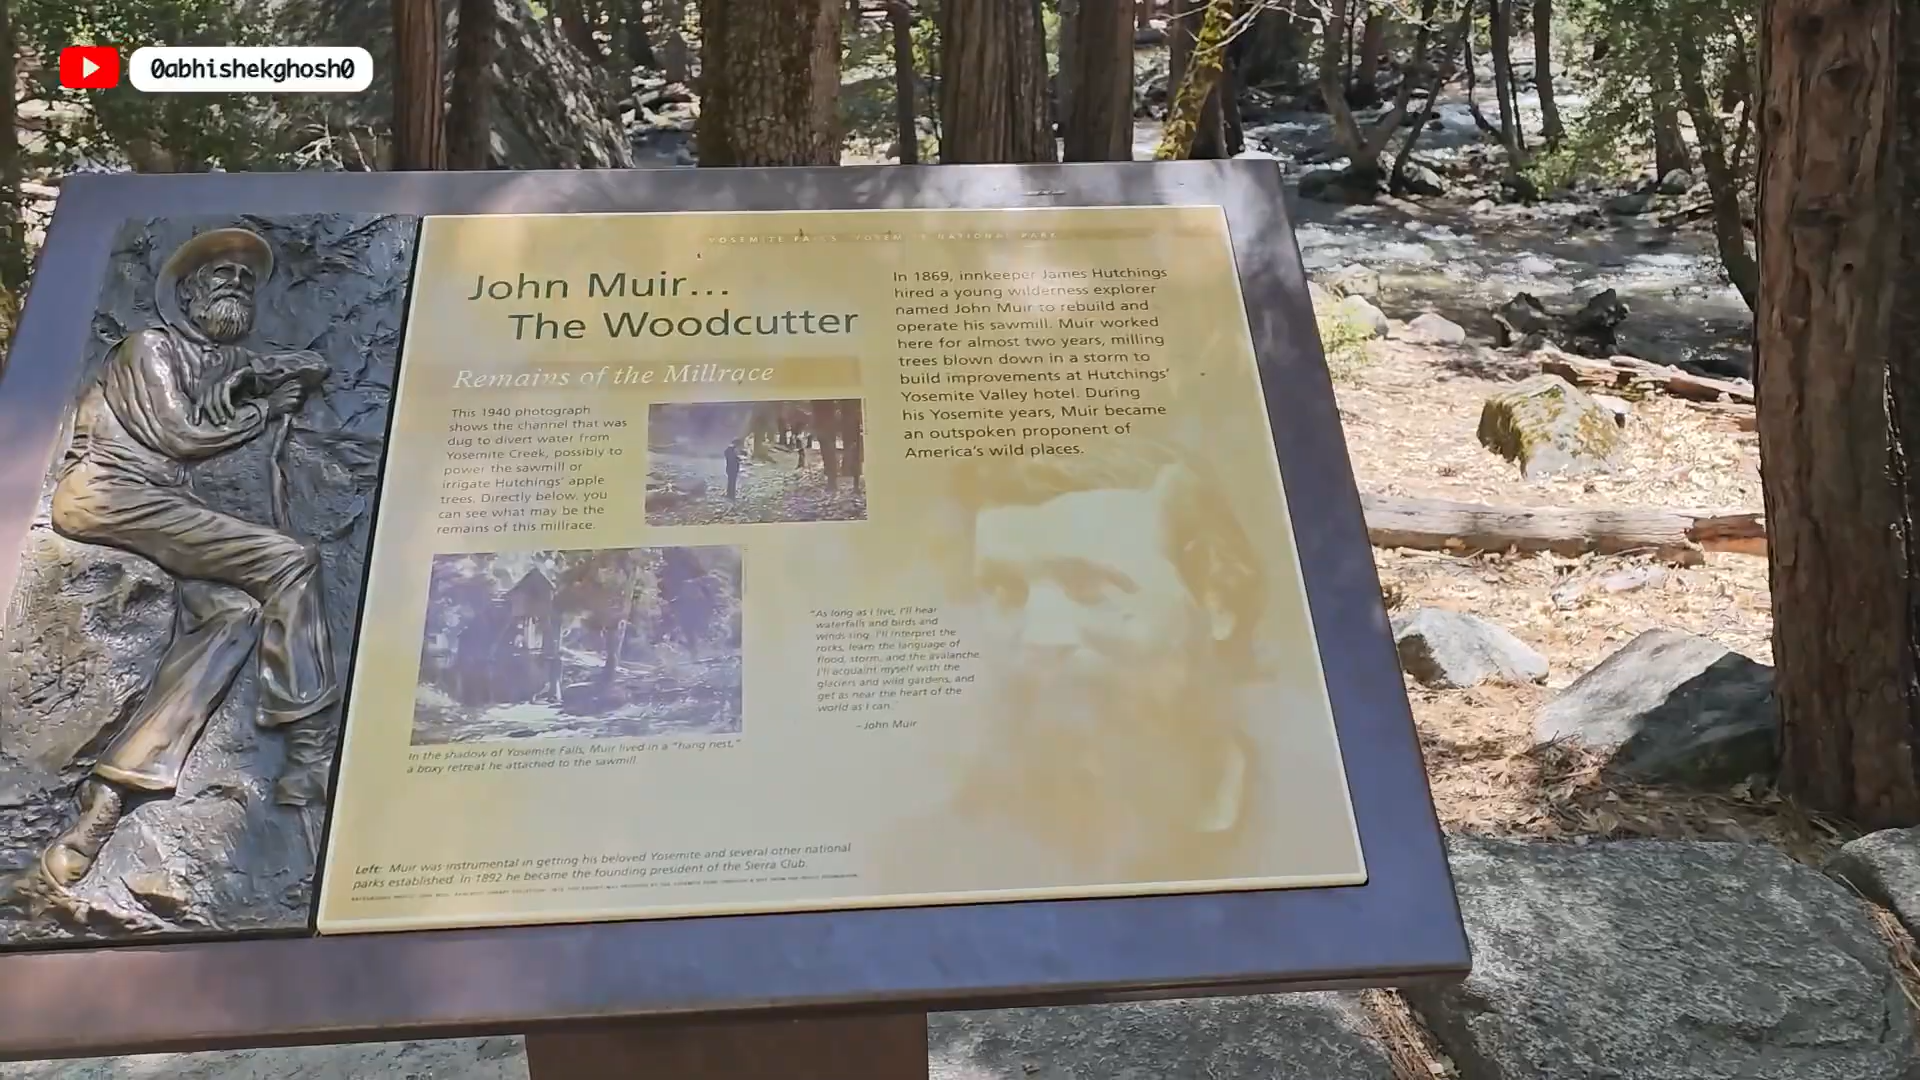 0abhishekghosh0
YOSEMITE FALLS YOSEMITE NATIONAL PARK
John Muir...
The Woodcutter
Remains of the Millrace
This 1940 photograph
shows the channel that was
dug to divert water from
Yosemite Creek, possibly to
power the sawmill or
irrigate Hutchings' apple
trees. Directly below, you
can see what may be the
remains of this millrace.
In 1869, innkeeper James Hutchings
hired a young wilderness explorer
named John Muir to rebuild and
operate his sawmill. Muir worked
here for almost two years, milling
trees blown down in a storm to
build improvements at Hutchings'
Yosemite Valley hotel. During
his Yosemite years, Muir became
an outspoken proponent of
America's wild places.
In the shadow of Yosemite Falls, Muir lived in a "hang nest,"
a boxy retreat he attached to the sawmill.
"As long as I live, I'll hear
waterfalls and birds and
winds sing. I'll interpret the
rocks, learn the language of
flood, storm, and the avalanche.
I'll acquaint myself with the
glaciers and wild gardens, and
get as near the heart of the
world as I can."
– John Muir
Left: Muir was instrumental in getting his beloved Yosemite and several other national
parks established. In 1892 he became the founding president of the Sierra Club.